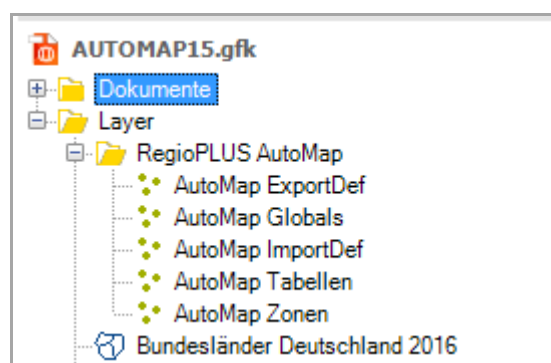 AUTOMAP15.gfk
Dokumente
Layer
RegioPLUS AutoMap
AutoMap ExportDef
AutoMap Globals
AutoMap ImportDef
AutoMap Tabellen
AutoMap Zonen
Bundesländer Deutschland 2016